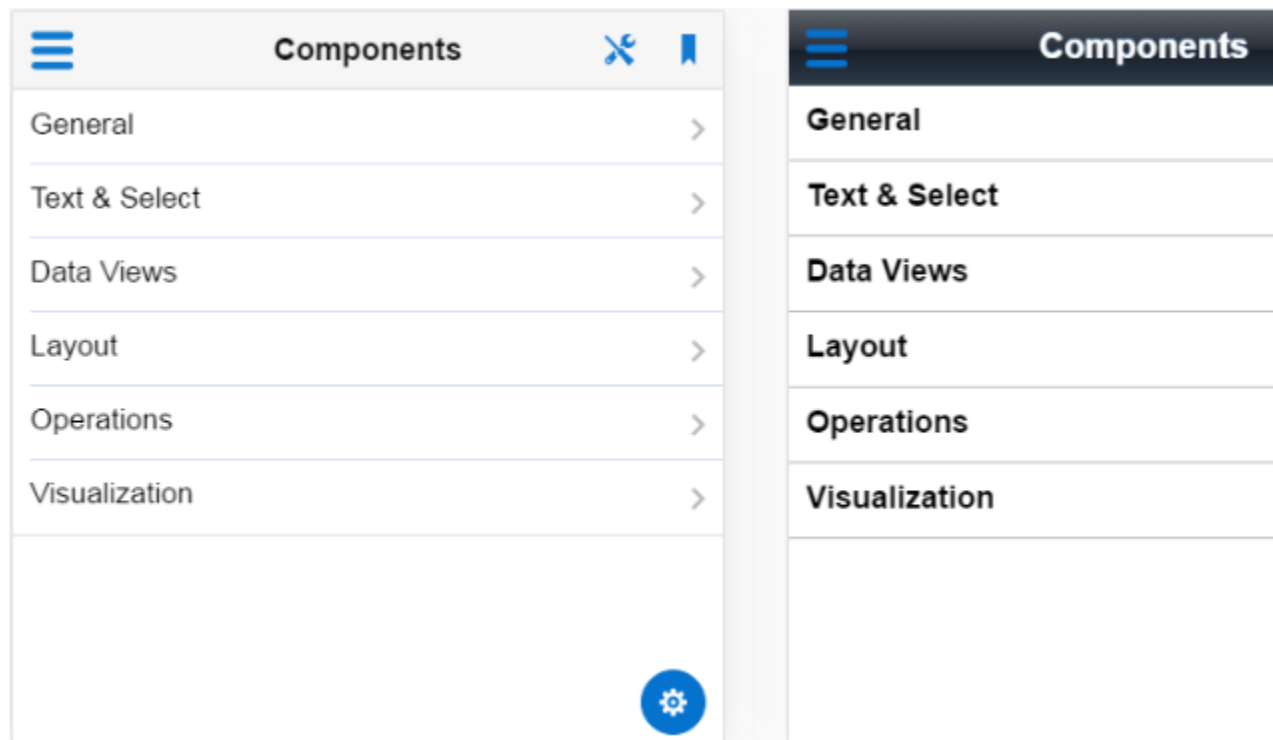 Components
General
Text & Select
Data Views
Layout
Operations
Visualization
Components
General
Text & Select
Data Views
Layout
Operations
Visualization